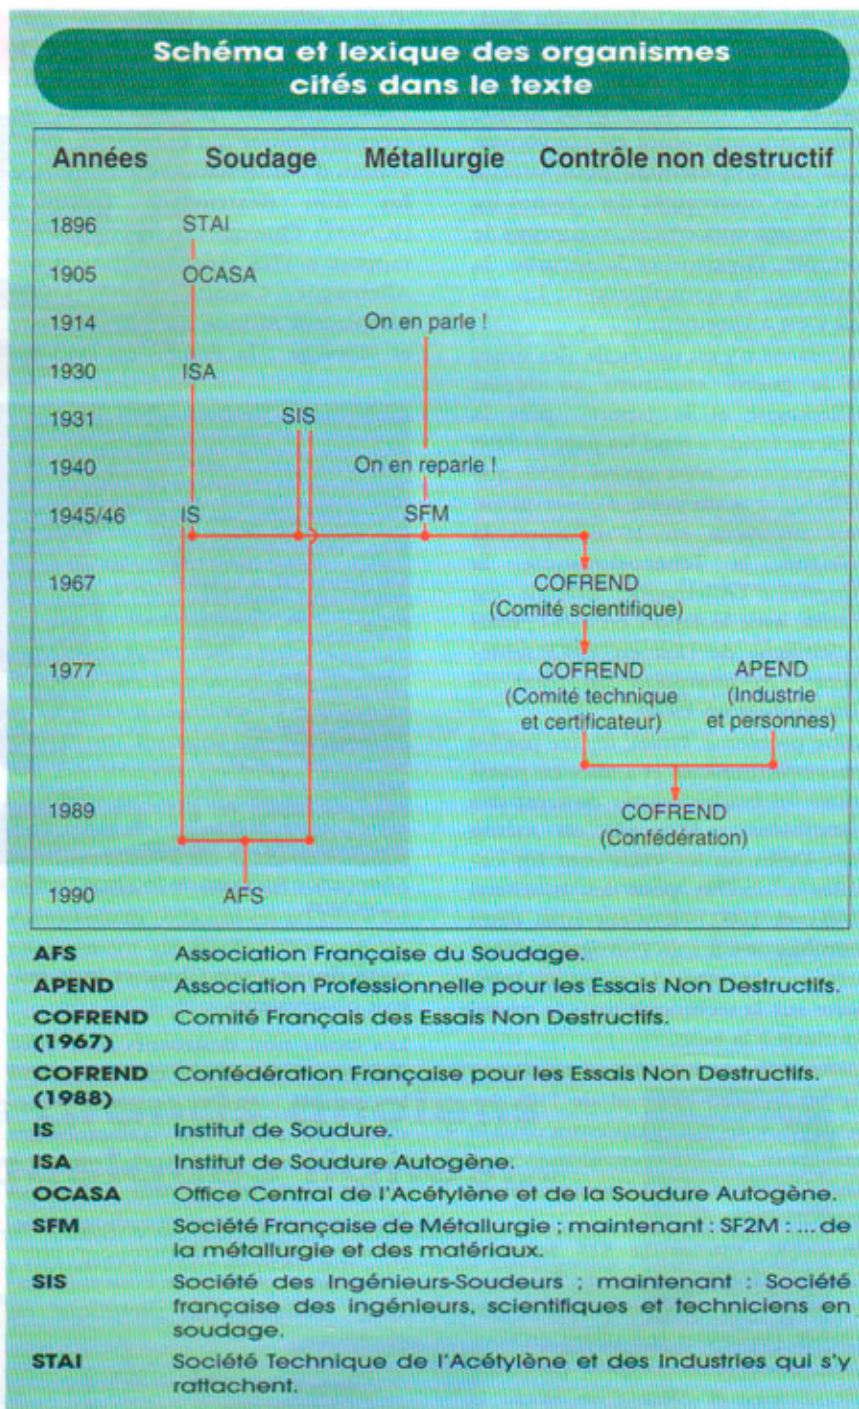 Schéma et lexique des organismes
cités dans le texte
Années Soudage Métallurgie Contrôle non destructif
1896 STAI
1905 OCASA
1914 On en parle !
1930 ISA
1931 SIS
1940 On en reparle !
1945/46 IS SFM
1967 COFREND
(Comité scientifique)
1977 COFREND APEND
(Comité technique (Industrie
et certificateur) et personnes)
1989 COFREND
(Confédération)
1990 AFS
AFS Association Française du Soudage.
APEND Association Professionnelle pour les Essais Non Destructifs.
COFREND Comité Français des Essais Non Destructifs.
(1967)
COFREND Confédération Française pour les Essais Non Destructifs.
(1988)
IS Institut de Soudure.
ISA Institut de Soudure Autogène.
OCASA Office Central de l'Acétylène et de la Soudure Autogène.
SFM Société Française de Métallurgie ; maintenant : SF2M : ... de
la métallurgie et des matériaux.
SIS Société des Ingénieurs-Soudeurs ; maintenant : Société
française des ingénieurs, scientifiques et techniciens en
soudage.
STAI Société Technique de l'Acétylène et des Industries qui s'y
rattachent.